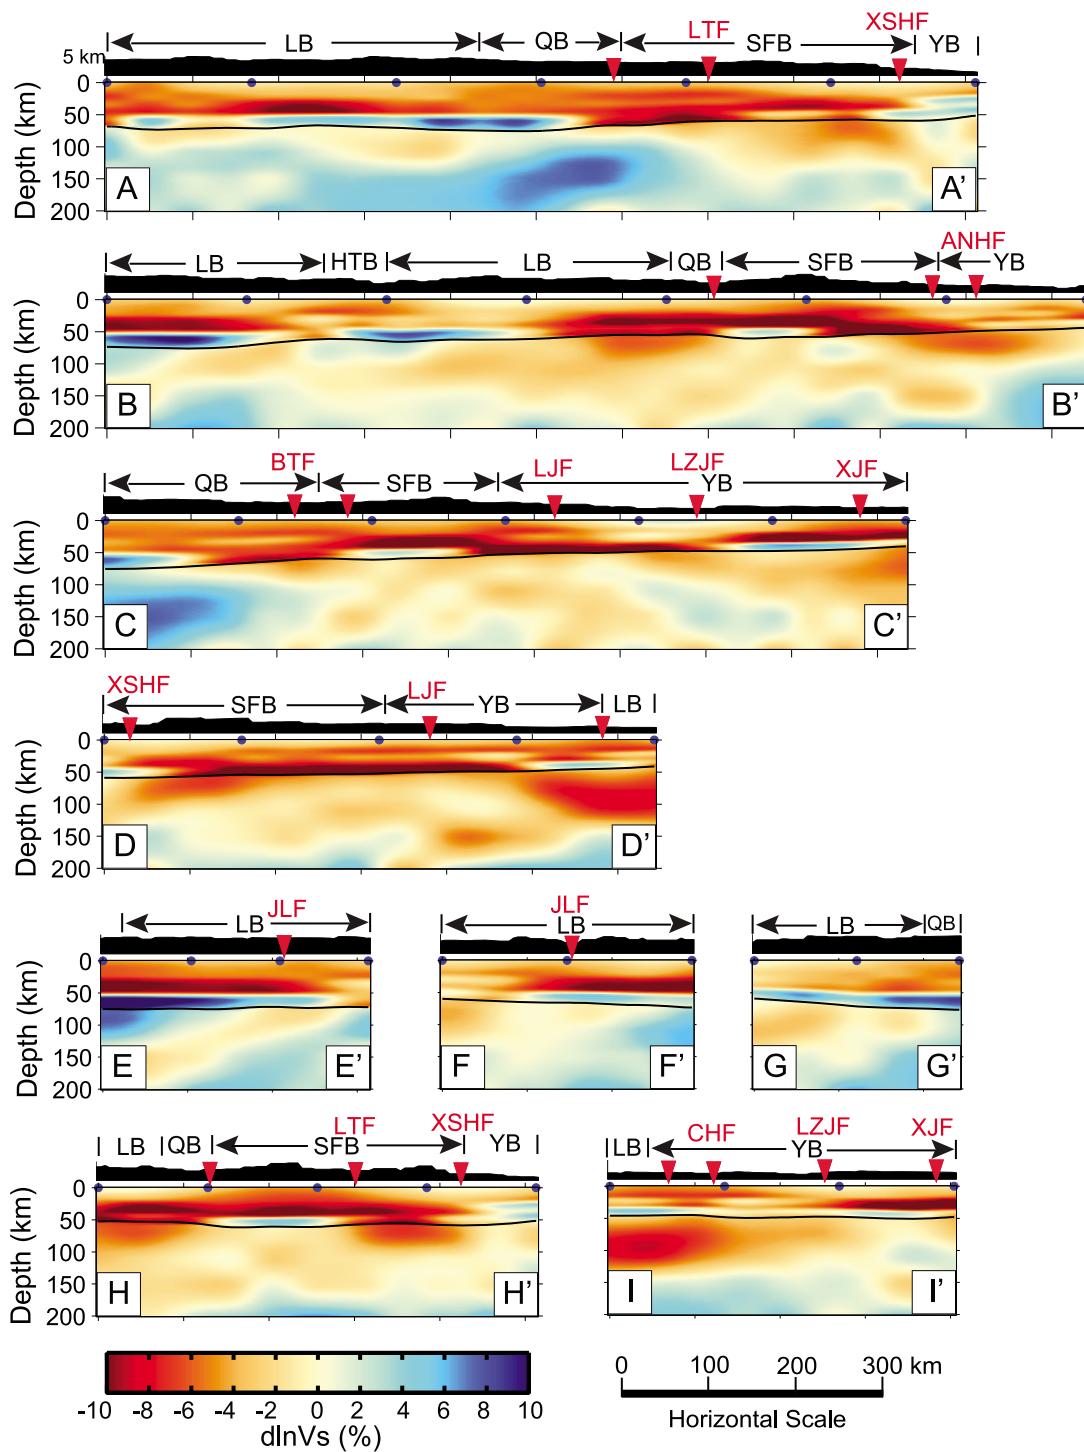 LTF XSHF
LB QB SFB YB
5 km
0
50
100
150
200
Depth (km)
A A'
ANHF
LB HTB LB QB SFB YB
0
50
100
150
200
Depth (km)
B B'
BTF LJF LZJF XJF
QB SFB YB
0
50
100
150
200
Depth (km)
C C'
XSHF LJF
SFB YB LB
0
50
100
150
200
Depth (km)
D D'
JLF JLF
LB LB LB QB
0
50
100
150
200
Depth (km)
E E' F F' G G'
LTF XSHF CHF LZJF XJF
LB QB SFB YB LB YB
0
50
100
150
200
Depth (km)
H H' I I'
-10 -8 -6 -4 -2 0 2 4 6 8 10
dlnVs (%)
0 100 200 300 km
Horizontal Scale